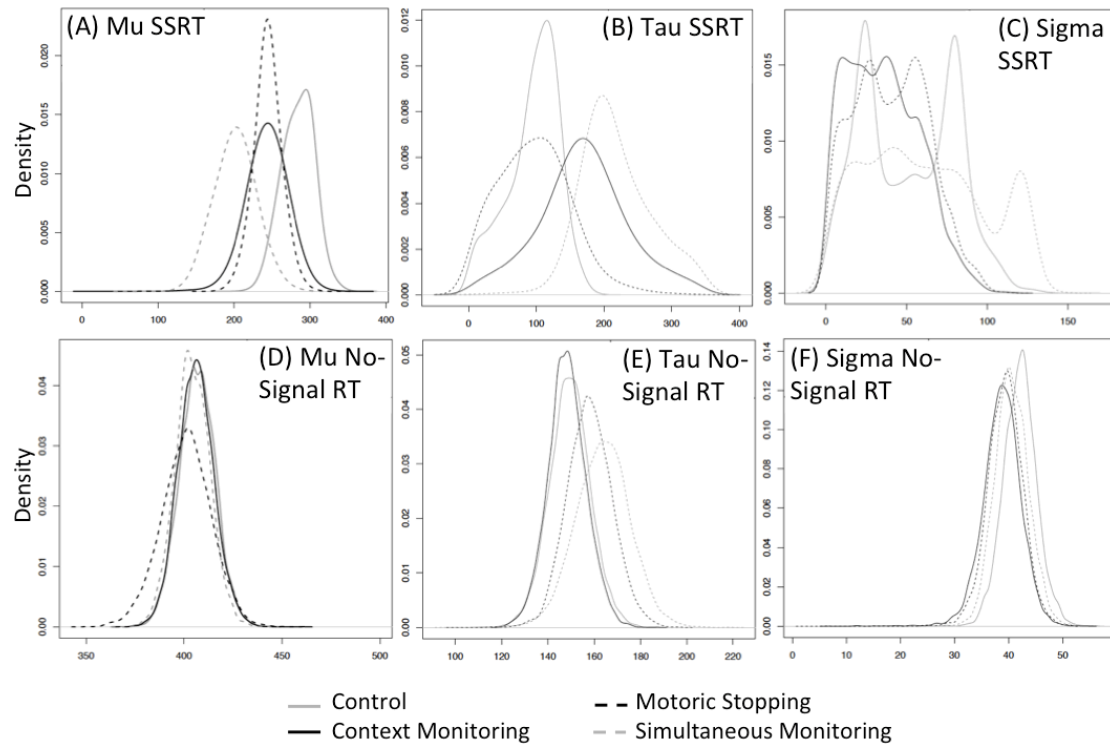 (A) Mu SSRT
Density
0.000 0.005 0.010 0.015 0.020
0 100 200 300 400
(B) Tau SSRT
0.000 0.002 0.004 0.006 0.008 0.010 0.012
0 100 200 300 400
(C) Sigma
SSRT
0.000 0.005 0.010 0.015
0 50 100 150
(D) Mu No-
Signal RT
Density
0.00 0.01 0.02 0.03 0.04
350 400 450 500
(E) Tau No-
Signal RT
0.00 0.01 0.02 0.03 0.04 0.05
100 120 140 160 180 200 220
(F) Sigma No-
Signal RT
0.00 0.02 0.04 0.06 0.08 0.10 0.12 0.14
0 10 20 30 40 50
Control
Motoric Stopping
Context Monitoring
Simultaneous Monitoring